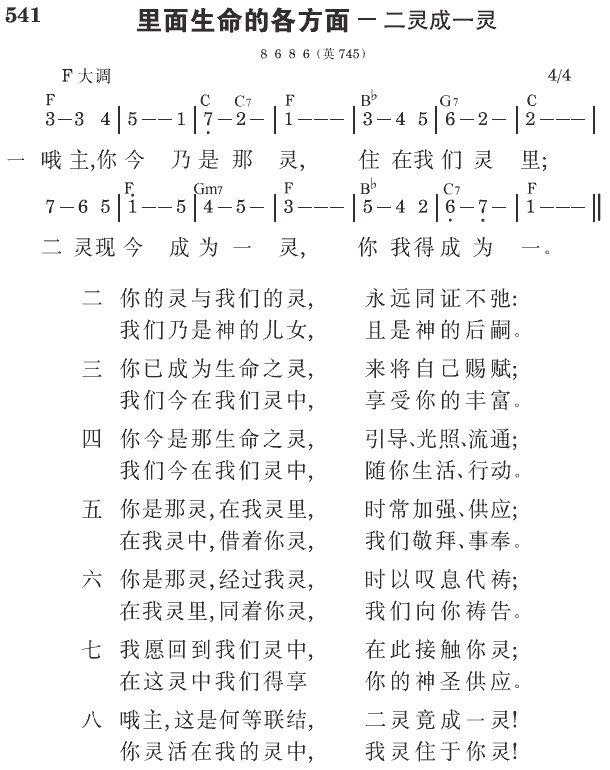 541 里面生命的各方面－二灵成一灵
8 6 8 6（英745）
F大调 4/4
F C C7 F B♭ G7 C
3－3 4|5－－1|7－2－|1－－－|3－4 5|6－2－|2－－－|
一 哦主,你今 乃是那 灵, 住 在我们灵 里;
F Gm7 F B♭ C7 F
7－6 5|1－－5|4－5－|3－－－|5－4 2|6－7－|1－－－‖
二 灵现今 成为一 灵, 你 我得成为 一。
二 你的灵与我们的灵, 永远同证不弛:
我们乃是神的儿女, 且是神的后嗣。
三 你已成为生命之灵, 来将自己赐赋;
我们今在我们灵中, 享受你的丰富。
四 你今是那生命之灵, 引导、光照、流通;
我们今在我们灵中, 随你生活、行动。
五 你是那灵,在我灵里, 时常加强、供应;
在我灵中,借着你灵, 我们敬拜、事奉。
六 你是那灵,经过我灵, 时以叹息代祷;
在我灵里,同着你灵, 我们向你祷告。
七 我愿回到我们灵中, 在此接触你灵;
在这灵中我们得享 你的神圣供应。
八 哦主,这是何等联结, 二灵竟成一灵!
你灵活在我的灵中, 我灵住于你灵!